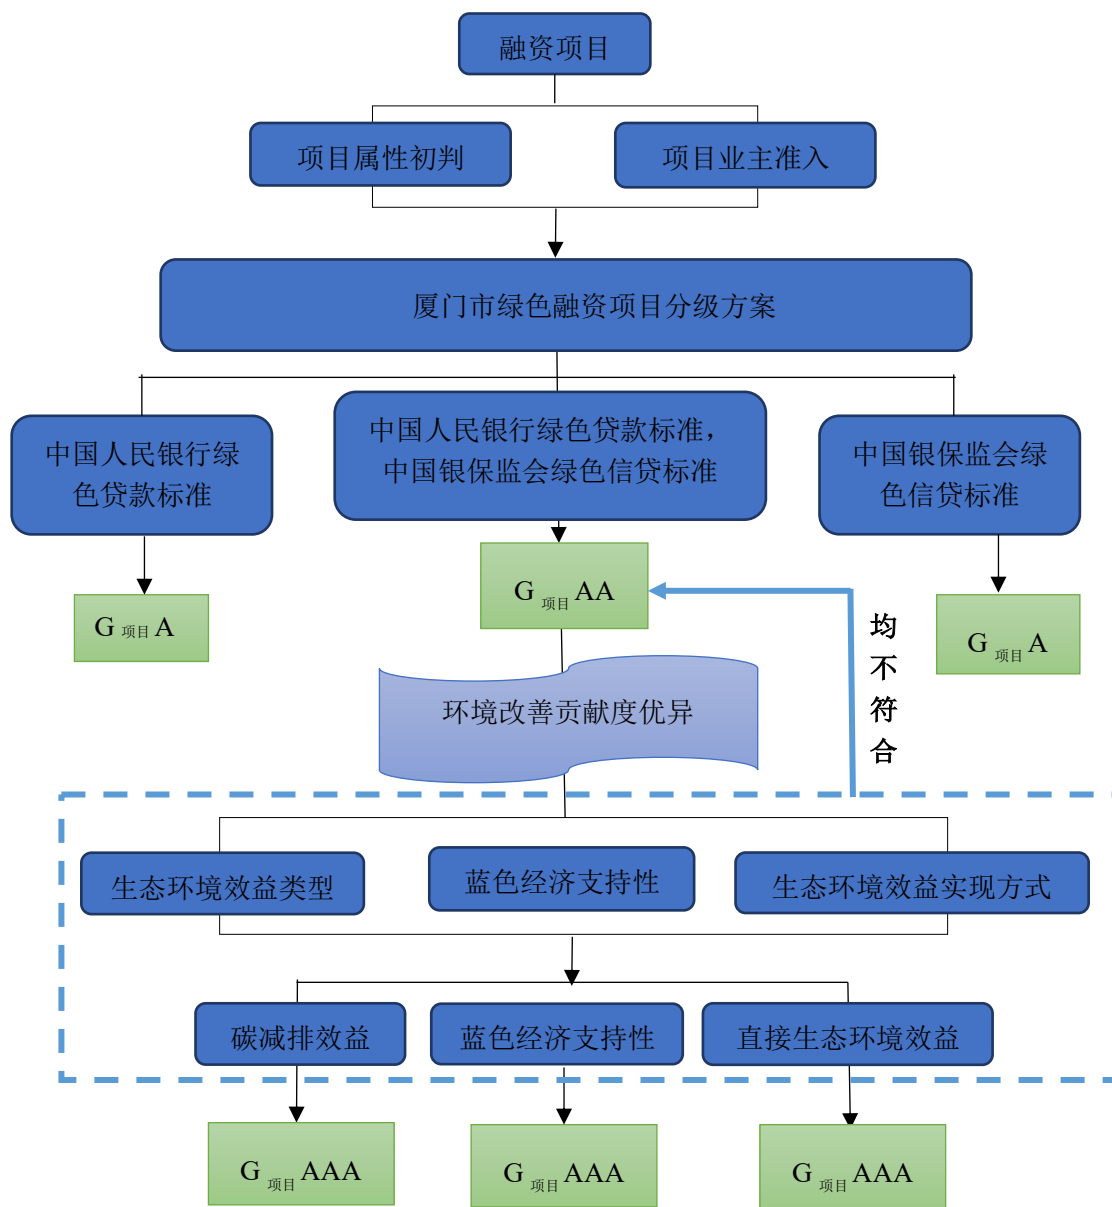 融资项目
项目属性初判
项目业主准入
厦门市绿色融资项目分级方案
中国人民银行绿
色贷款标准
中国人民银行绿色贷款标准，
中国银保监会绿色信贷标准
中国银保监会绿
色信贷标准
G 项目 A
G 项目 AA
G 项目 A
均
不
符
合
环境改善贡献度优异
生态环境效益类型
蓝色经济支持性
生态环境效益实现方式
碳减排效益
蓝色经济支持性
直接生态环境效益
G 项目 AAA
G 项目 AAA
G 项目 AAA